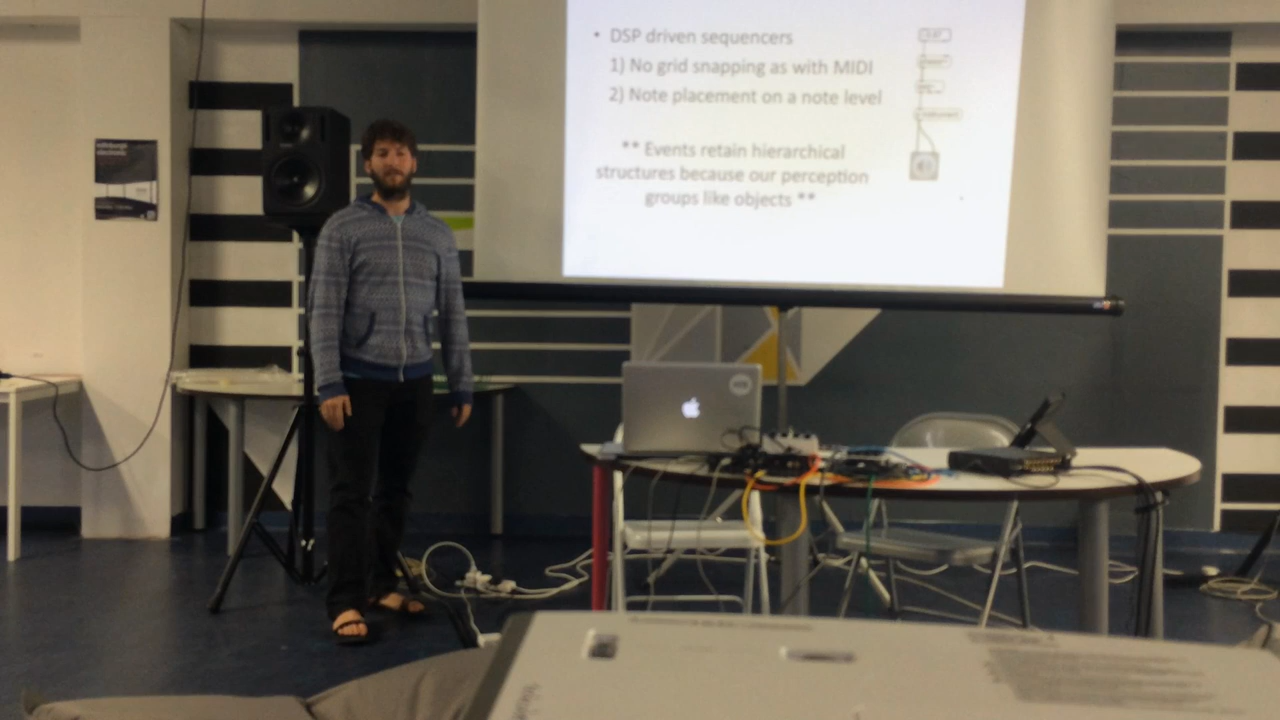 • DSP driven sequencers
1) No grid snapping as with MIDI
2) Note placement on a note level
** Events retain hierarchical
structures because our perception
groups like objects **